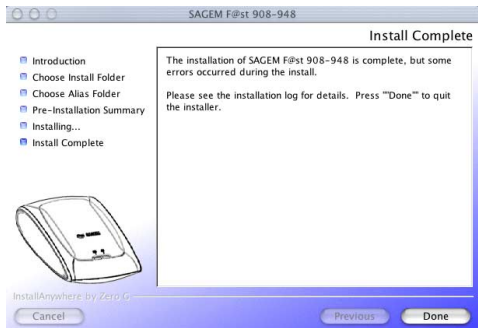 SAGEM F@st 908-948
Install Complete
Introduction
Choose Install Folder
Choose Alias Folder
Pre-Installation Summary
Installing...
Install Complete
The installation of SAGEM F@st 908-948 is complete, but some
errors occurred during the install.
Please see the installation log for details. Press ""Done"" to quit
the installer.
InstallAnywhere by Zero G
Cancel
Previous
Done